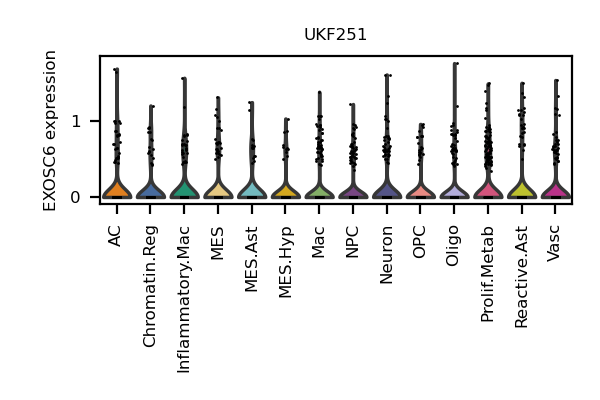 UKF251
EXOSC6 expression
1
0
AC
Chromatin.Reg
Inflammatory.Mac
MES
MES.Ast
MES.Hyp
Mac
NPC
Neuron
OPC
Oligo
Prolif.Metab
Reactive.Ast
Vasc